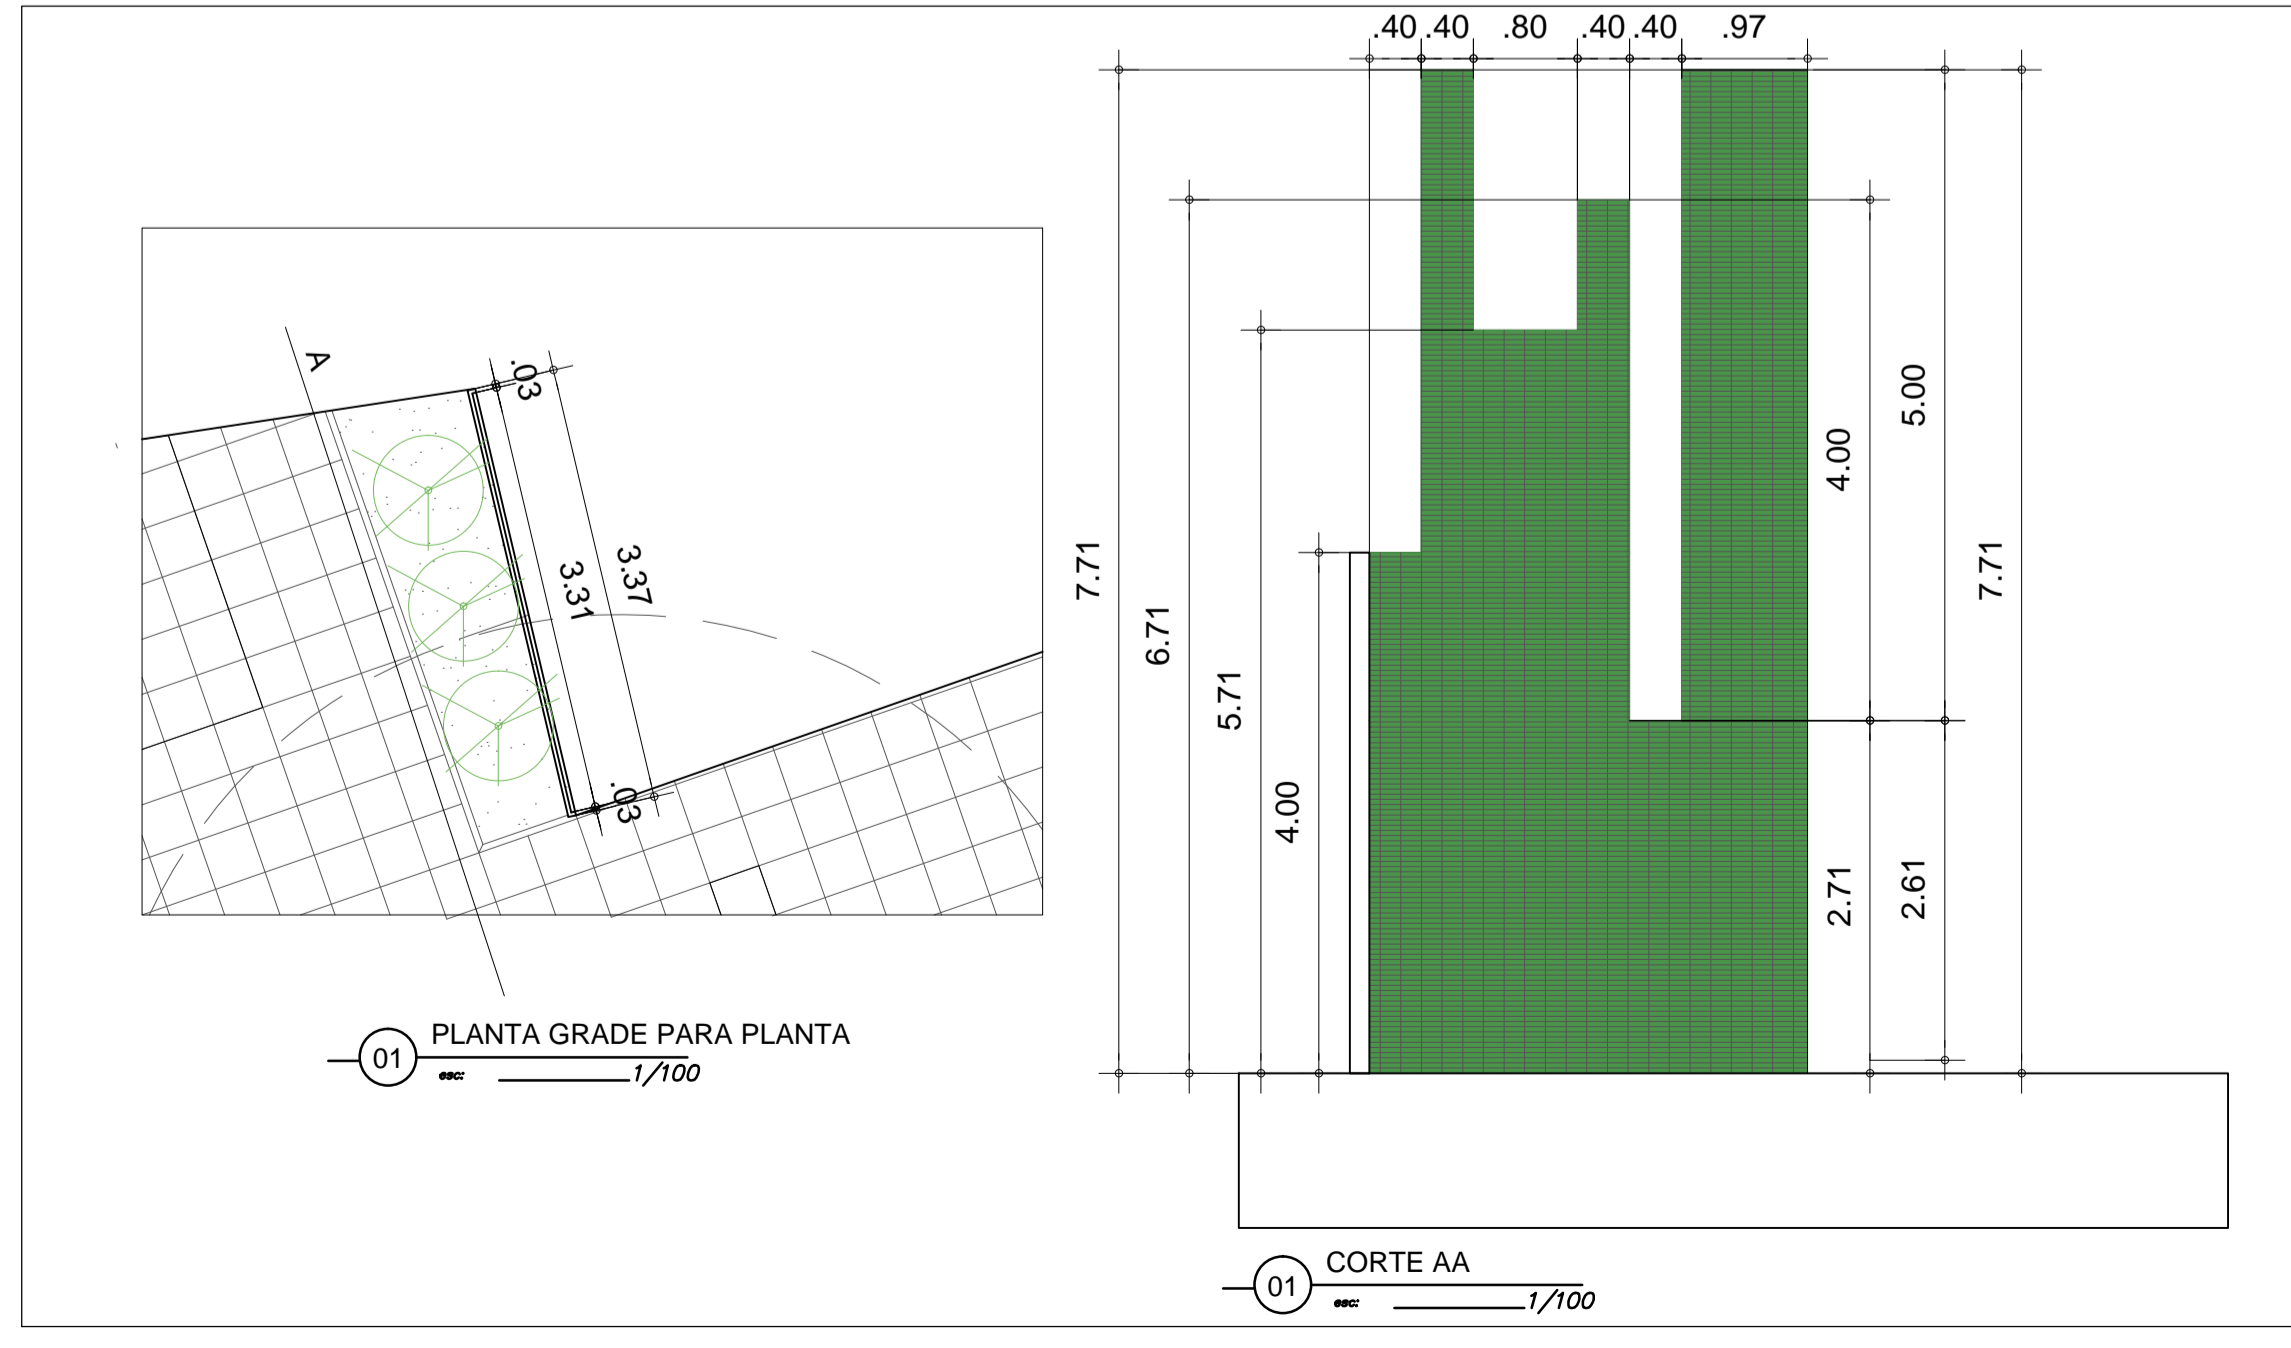 .40 .40 .80 .40 .40 .97
A
.03
3.37
3.31
.03
7.71
6.71
5.71
4.00
4.00
5.00
7.71
2.71
2.61
01 PLANTA GRADE PARA PLANTA
esc: 1/100
01 CORTE AA
esc: 1/100